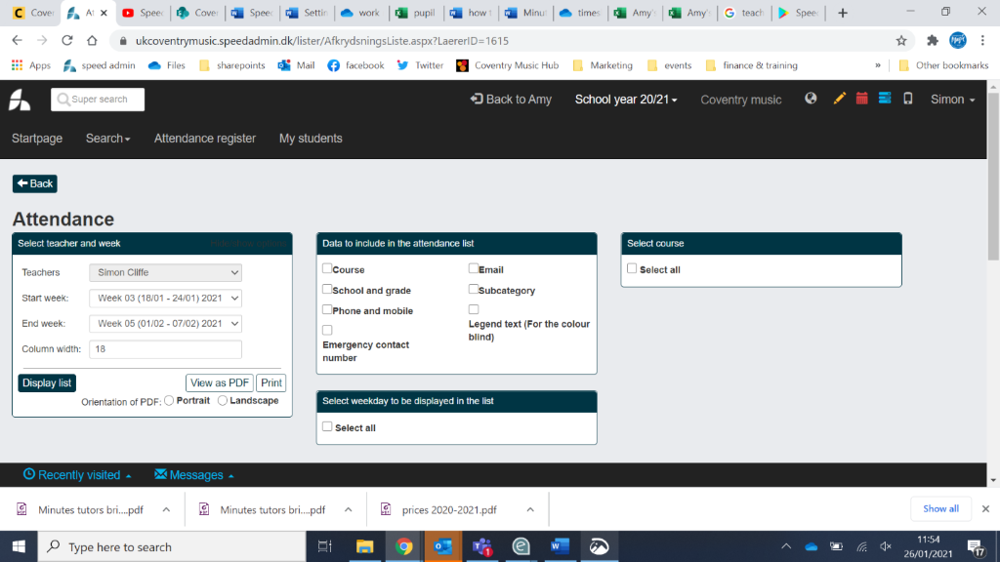 Cover
At
Speed
Cover
Speed
Settin
work
pupil
how t
Minut
times
Amy'
Amy'
teach
Speed
ukcoventrymusic.speedadmin.dk/lister/AfkrydsningsListe.aspx?LaererID=1615
Apps speed admin Files sharepoints Mail facebook Twitter Coventry Music Hub Marketing events finance & training » Other bookmarks
Super search Back to Amy School year 20/21 Coventry music Simon
Startpage Search Attendance register My students
Back
Attendance
Select teacher and week
Teachers Simon Cliffe
Start week: Week 03 (18/01 - 24/01) 2021
End week: Week 05 (01/02 - 07/02) 2021
Column width: 18
Display list View as PDF Print
Orientation of PDF: Portrait Landscape
Data to include in the attendance list
Course Email
School and grade Subcategory
Phone and mobile
Legend text (For the colour
blind)
Emergency contact
number
Select weekday to be displayed in the list
Select all
Select course
Select all
Recently visited Messages
Minutes tutors bri....pdf Minutes tutors bri....pdf prices 2020-2021.pdf Show all
Type here to search
1
11:54
26/01/2021
17